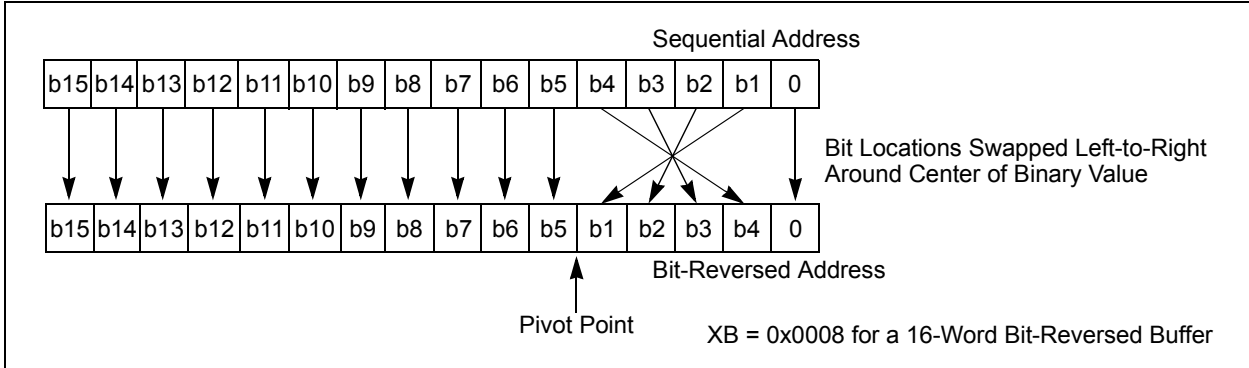 Sequential Address
b15 b14 b13 b12 b11 b10 b9 b8 b7 b6 b5 b4 b3 b2 b1 0
Bit Locations Swapped Left-to-Right
Around Center of Binary Value
b15 b14 b13 b12 b11 b10 b9 b8 b7 b6 b5 b1 b2 b3 b4 0
Bit-Reversed Address
Pivot Point
XB = 0x0008 for a 16-Word Bit-Reversed Buffer